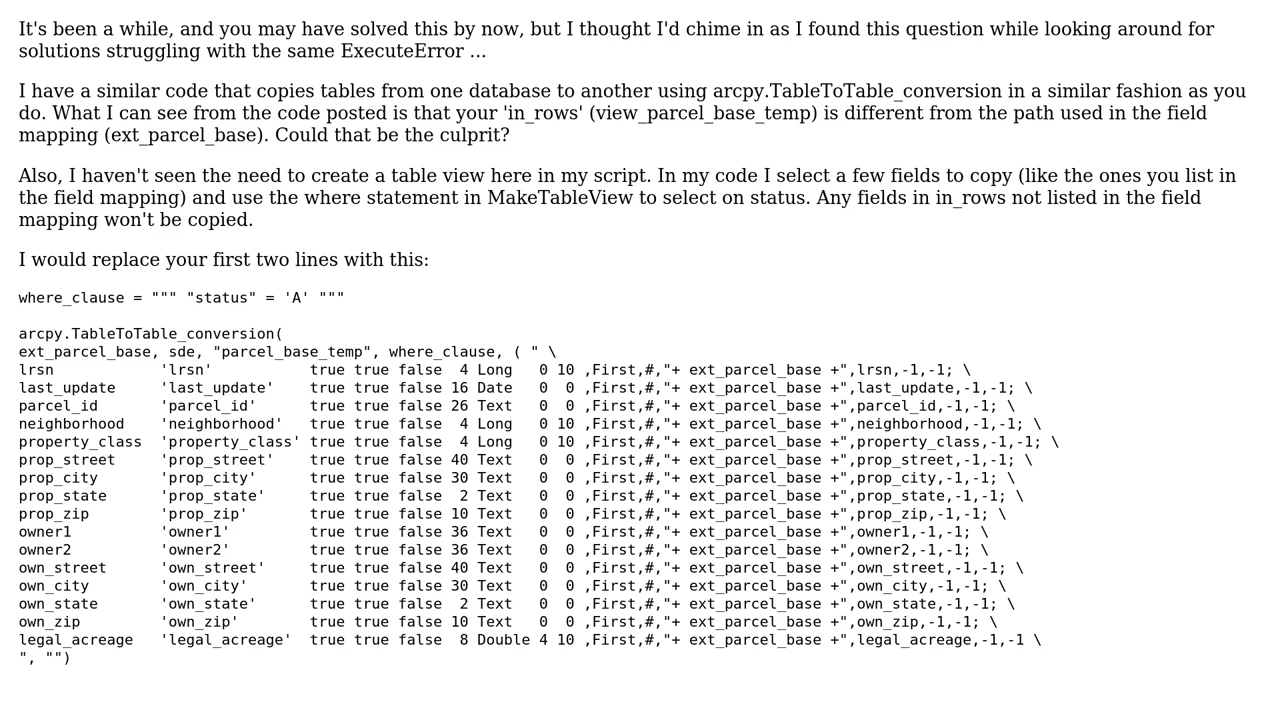 It's been a while, and you may have solved this by now, but I thought I'd chime in as I found this question while looking around for
solutions struggling with the same ExecuteError ...
I have a similar code that copies tables from one database to another using arcpy.TableToTable_conversion in a similar fashion as you
do. What I can see from the code posted is that your 'in_rows' (view_parcel_base_temp) is different from the path used in the field
mapping (ext_parcel_base). Could that be the culprit?
Also, I haven't seen the need to create a table view here in my script. In my code I select a few fields to copy (like the ones you list in
the field mapping) and use the where statement in MakeTableView to select on status. Any fields in in_rows not listed in the field
mapping won't be copied.
I would replace your first two lines with this:
where_clause = """ "status" = 'A' """
arcpy.TableToTable_conversion(
ext_parcel_base, sde, "parcel_base_temp", where_clause, ( " \
lrsn            'lrsn'           true true false  4 Long   0 10 ,First,#,"+ ext_parcel_base +",lrsn,-1,-1; \
last_update     'last_update'    true true false 16 Date   0  0 ,First,#,"+ ext_parcel_base +",last_update,-1,-1; \
parcel_id       'parcel_id'      true true false 26 Text   0  0 ,First,#,"+ ext_parcel_base +",parcel_id,-1,-1; \
neighborhood    'neighborhood'   true true false  4 Long   0 10 ,First,#,"+ ext_parcel_base +",neighborhood,-1,-1; \
property_class  'property_class' true true false  4 Long   0 10 ,First,#,"+ ext_parcel_base +",property_class,-1,-1; \
prop_street     'prop_street'    true true false 40 Text   0  0 ,First,#,"+ ext_parcel_base +",prop_street,-1,-1; \
prop_city       'prop_city'      true true false 30 Text   0  0 ,First,#,"+ ext_parcel_base +",prop_city,-1,-1; \
prop_state      'prop_state'     true true false  2 Text   0  0 ,First,#,"+ ext_parcel_base +",prop_state,-1,-1; \
prop_zip        'prop_zip'       true true false 10 Text   0  0 ,First,#,"+ ext_parcel_base +",prop_zip,-1,-1; \
owner1          'owner1'         true true false 36 Text   0  0 ,First,#,"+ ext_parcel_base +",owner1,-1,-1; \
owner2          'owner2'         true true false 36 Text   0  0 ,First,#,"+ ext_parcel_base +",owner2,-1,-1; \
own_street      'own_street'     true true false 40 Text   0  0 ,First,#,"+ ext_parcel_base +",own_street,-1,-1; \
own_city        'own_city'       true true false 30 Text   0  0 ,First,#,"+ ext_parcel_base +",own_city,-1,-1; \
own_state       'own_state'      true true false  2 Text   0  0 ,First,#,"+ ext_parcel_base +",own_state,-1,-1; \
own_zip         'own_zip'        true true false 10 Text   0  0 ,First,#,"+ ext_parcel_base +",own_zip,-1,-1; \
legal_acreage   'legal_acreage'  true true false  8 Double 4 10 ,First,#,"+ ext_parcel_base +",legal_acreage,-1,-1 \
", "")